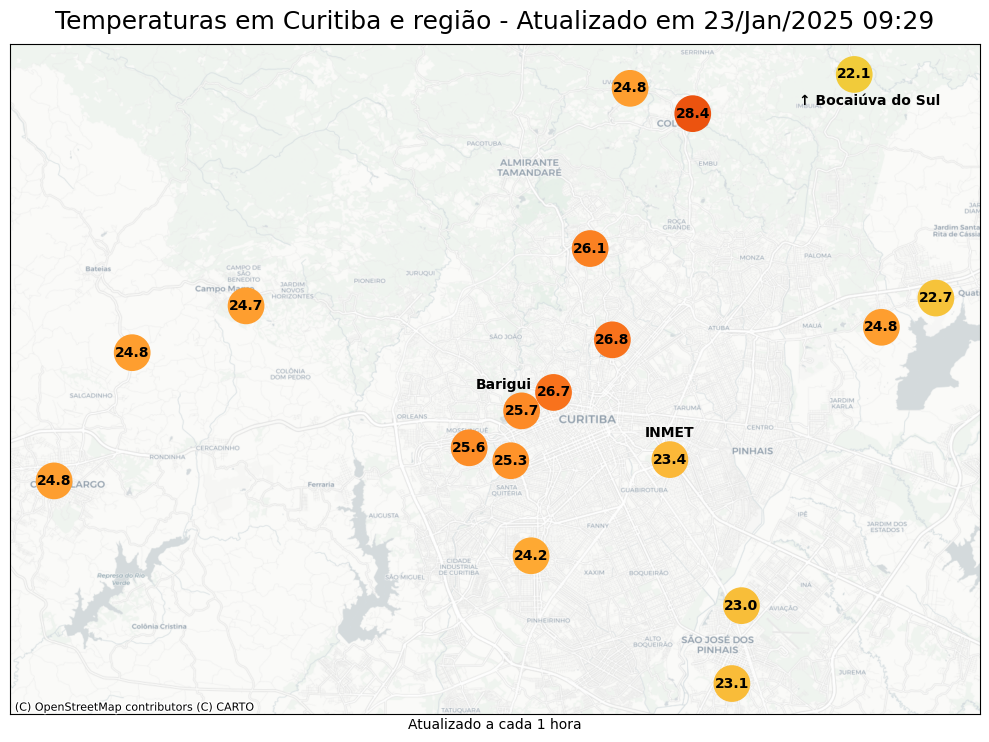 Temperaturas em Curitiba e região - Atualizado em 23/Jan/2025 09:29
SERRINHA
22.1
24.8
↑ Bocaiúva do Sul
28.4
PACOTUBA
ALMIRANTE
TAMANDARÉ
EMBU
ROÇA
GRANDE
Jardim Santa
Rita de Cássia
26.1
MONZA
PALOMA
Bateias
CAMPO DE
SÃO
BENEDITO
JURUQUI
PIONEIRO
JARDIM
NOVOS
HORIZONTES
Campo Ma
24.7
22.7
Quat
24.8
ATUBA
MAUÁ
SÃO JOÃO
26.8
24.8
COLÔNIA
DOM PEDRO
Barigui
26.7
SALGADINHO
25.7
JARDIM
KARLA
TARUMÃ
ORLEANS
CURITIBA
CENTRO
INMET
25.6
CERCADINHO
PINHAIS
RONDINHA
25.3
23.4
24.8
LARGO
Ferraria
SANTA
QUITÉRIA
GUABIROTUBA
AUGUSTA
IPÊ
FANNY
JARDIM DOS
ESTADOS I
24.2
CIDADE
INDUSTRIAL
DE CURITIBA
SÃO MIGUEL
XAXIM
BOQUEIRÃO
Represa do Rio
Verde
INÁ
23.0
AVIAÇÃO
PINHEIRINHO
Colônia Cristina
ALTO
BOQUEIRÃO
SÃO JOSÉ DOS
PINHAIS
JUREMA
23.1
(C) OpenStreetMap contributors (C) CARTO
TATUQUARA
Atualizado a cada 1 hora